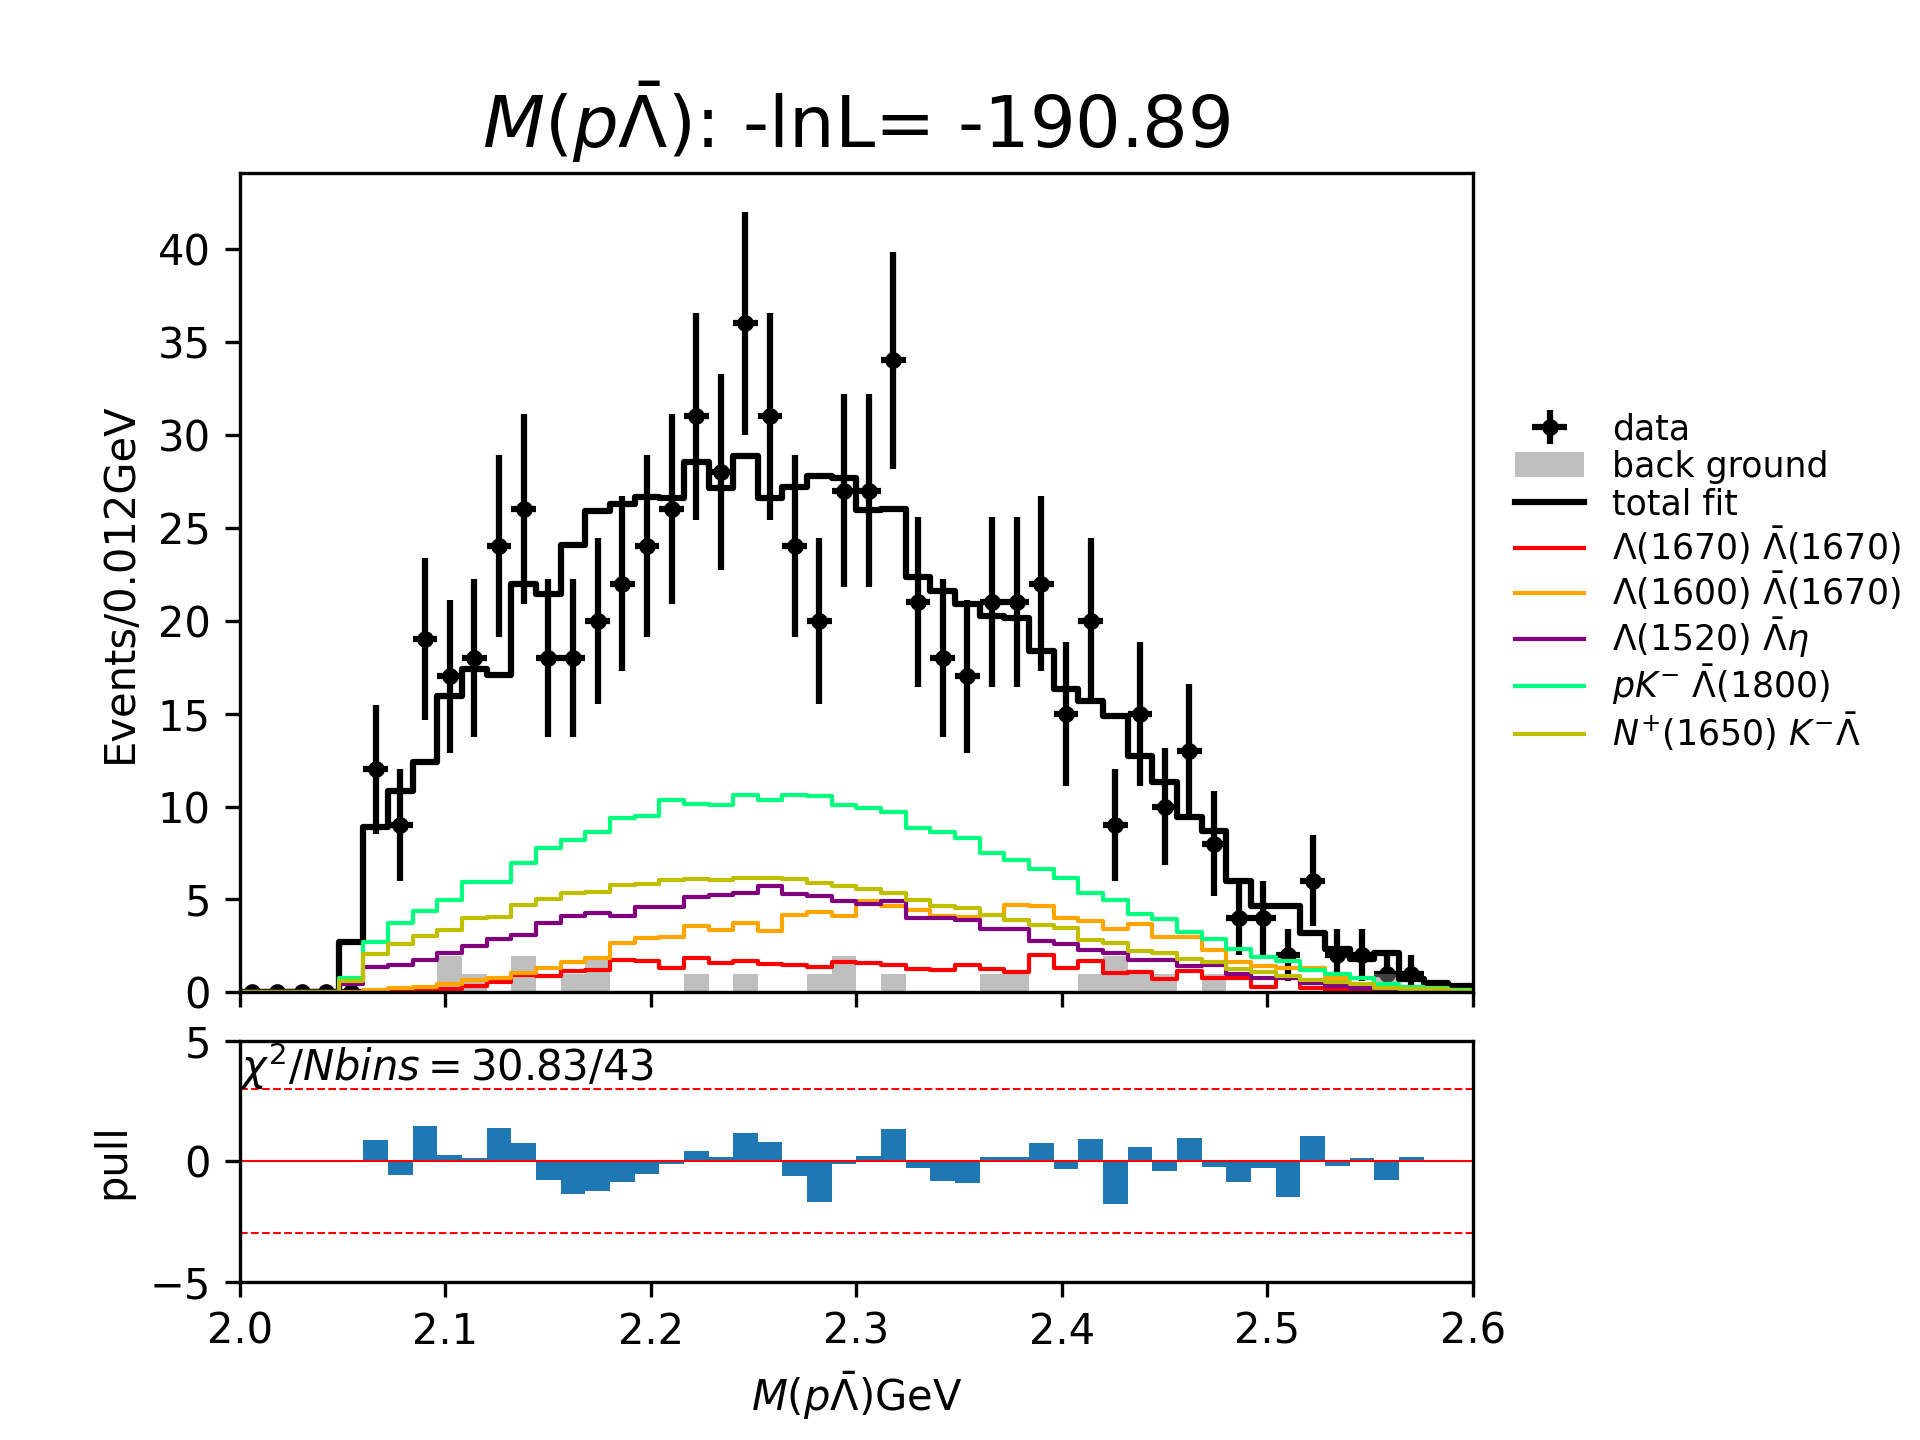 M(pΛ̄): -lnL= -190.89
Events/0.012GeV
40
35
30
25
20
15
10
5
0
data
back ground
total fit
Λ(1670) Λ̄(1670)
Λ(1600) Λ̄(1670)
Λ(1520) Λ̄η
pK⁻ Λ̄(1800)
N⁺(1650) K⁻Λ̄
χ²/Nbins = 30.83/43
pull
5
0
−5
2.0 2.1 2.2 2.3 2.4 2.5 2.6
M(pΛ̄)GeV